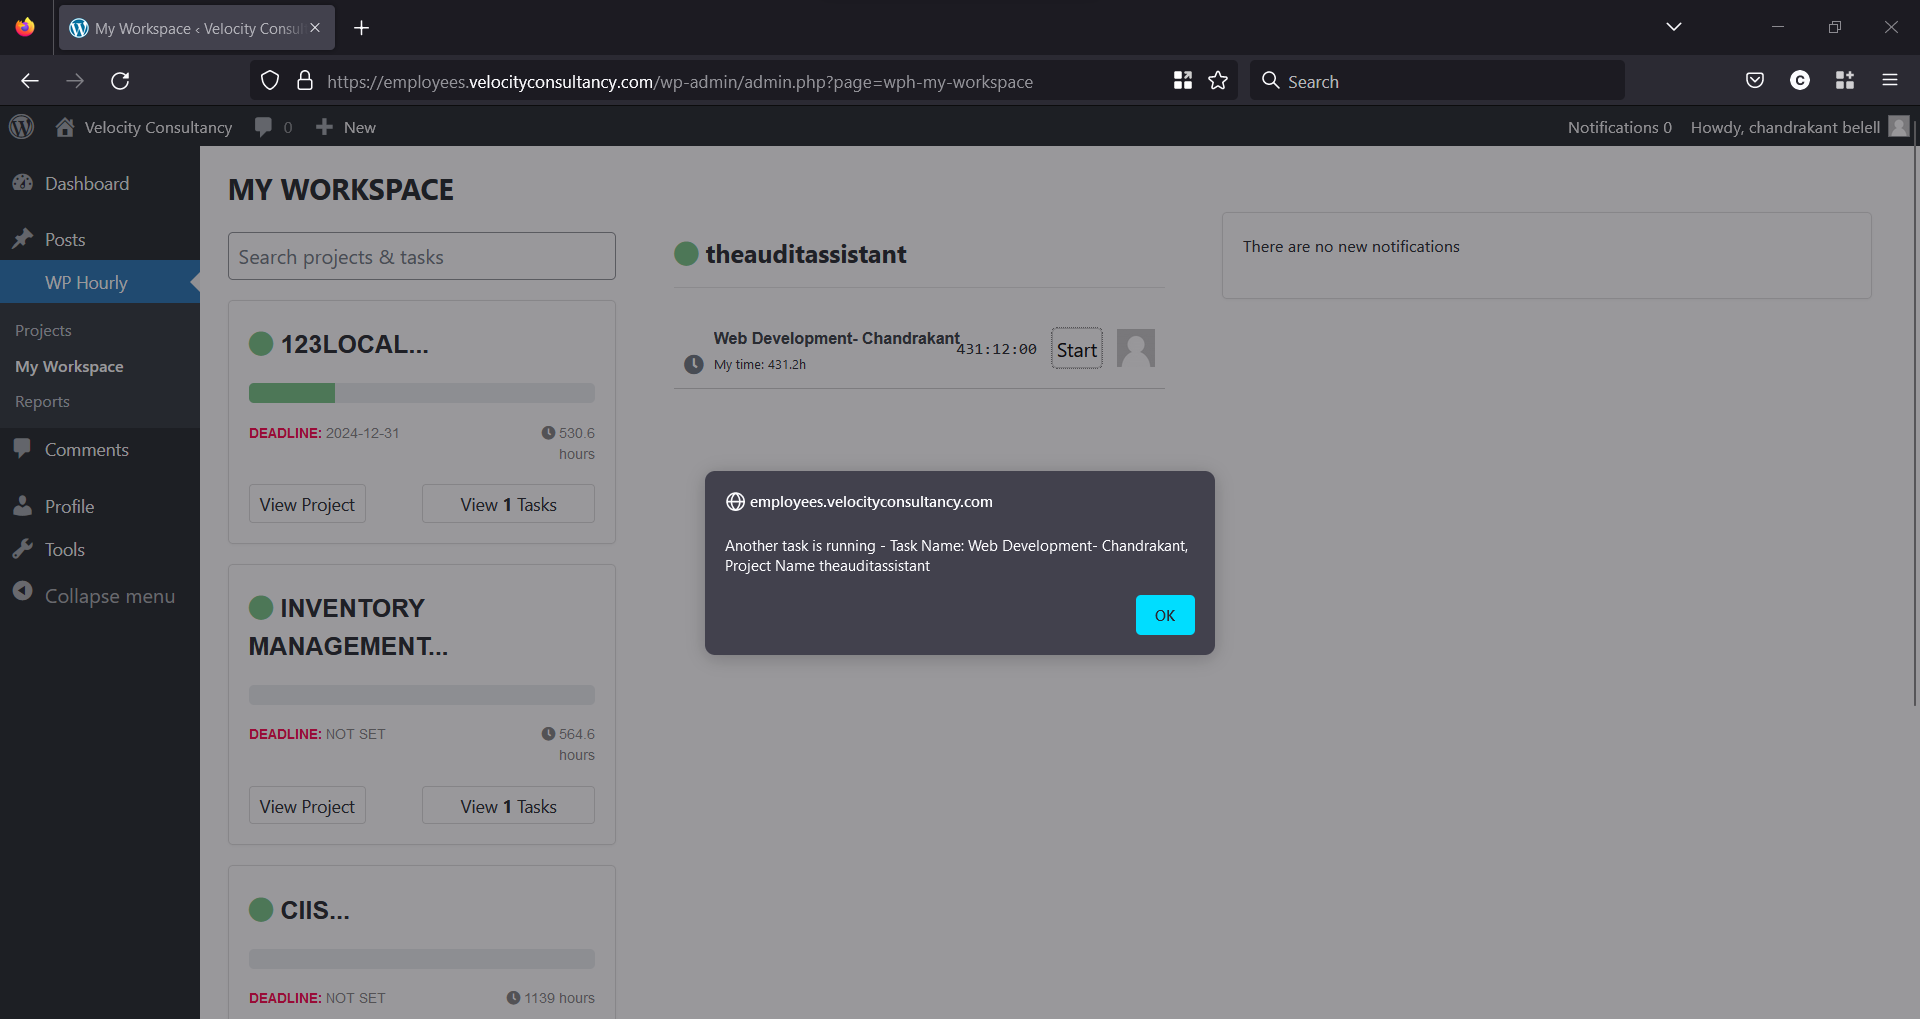 My Workspace ‹ Velocity Consul
https://employees.velocityconsultancy.com/wp-admin/admin.php?page=wph-my-workspace
Search
Velocity Consultancy
0
New
Notifications 0
Howdy, chandrakant belell
Dashboard
Posts
WP Hourly
Projects
My Workspace
Reports
Comments
Profile
Tools
Collapse menu
MY WORKSPACE
Search projects & tasks
123LOCAL...
DEADLINE: 2024-12-31
530.6
hours
View Project
View 1 Tasks
INVENTORY
MANAGEMENT...
DEADLINE: NOT SET
564.6
hours
View Project
View 1 Tasks
CIIS...
DEADLINE: NOT SET
1139 hours
theauditassistant
Web Development- Chandrakant
My time: 431.2h
431:12:00
Start
There are no new notifications
employees.velocityconsultancy.com
Another task is running - Task Name: Web Development- Chandrakant,
Project Name theauditassistant
OK